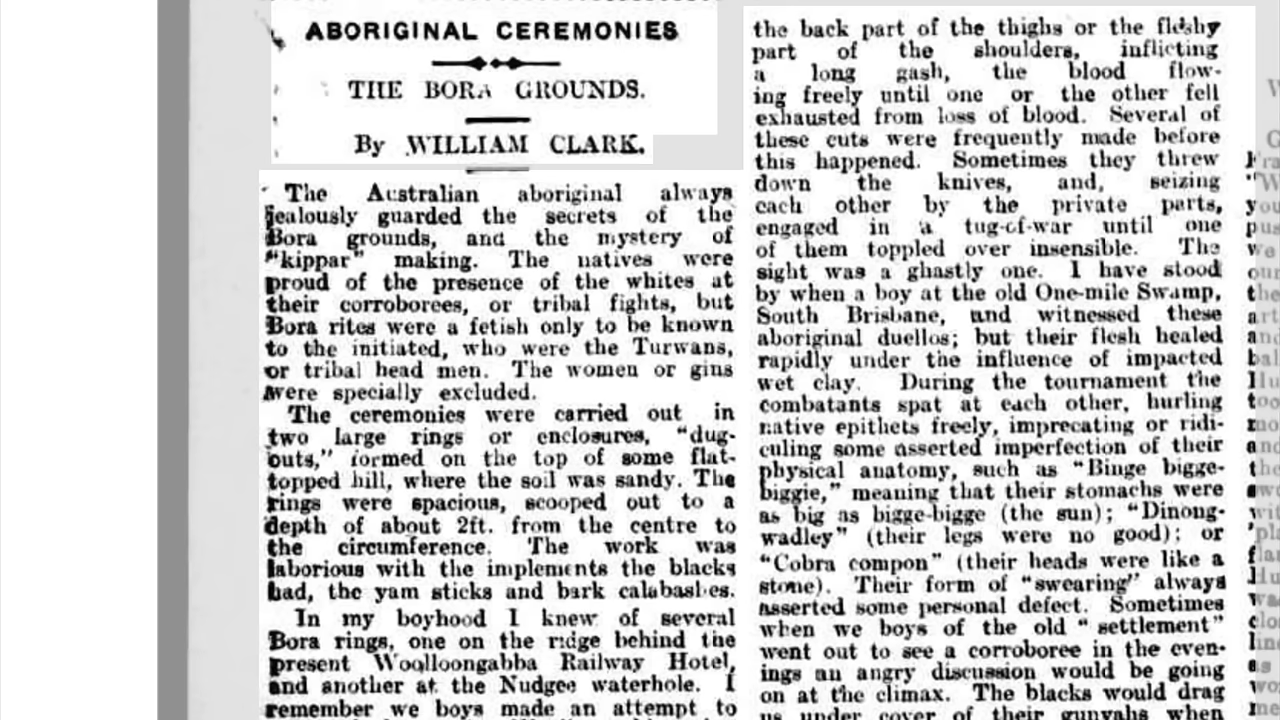 ABORIGINAL CEREMONIES
THE BORA GROUNDS.
By WILLIAM CLARK.
The Australian aboriginal always
jealously guarded the secrets of the
Bora grounds, and the mystery of
"kippar" making. The natives were
proud of the presence of the whites at
their corroborees, or tribal fights, but
Bora rites were a fetish only to be known
to the initiated, who were the Turwans,
or tribal head men. The women or gins
were specially excluded.
The ceremonies were carried out in
two large rings or enclosures, "dug-
outs," formed on the top of some flat-
topped hill, where the soil was sandy. The
rings were spacious, scooped out to a
depth of about 2ft. from the centre to
the circumference. The work was
laborious with the implements the blacks
had, the yam sticks and bark calabashes.
In my boyhood I knew of several
Bora rings, one on the ridge behind the
present Woolloongabba Railway Hotel,
and another at the Nudgee waterhole. I
remember we boys made an attempt to
the back part of the thighs or the fleshy
part of the shoulders, inflicting
a long gash, the blood flow-
ing freely until one or the other fell
exhausted from loss of blood. Several of
these cuts were frequently made before
this happened. Sometimes they threw
down the knives, and, seizing
each other by the private parts,
engaged in a tug-of-war until one
of them toppled over insensible. The
sight was a ghastly one. I have stood
by when a boy at the old One-mile Swamp,
South Brisbane, and witnessed these
aboriginal duellos; but their flesh healed
rapidly under the influence of impacted
wet clay. During the tournament the
combatants spat at each other, hurling
native epithets freely, imprecating or ridi-
culing some asserted imperfection of their
physical anatomy, such as "Binge bigge-
biggie," meaning that their stomachs were
as big as bigge-bigge (the sun); "Dinong-
wadley" (their legs were no good); or
"Cobra compon" (their heads were like a
stone). Their form of "swearing" always
asserted some personal defect. Sometimes
when we boys of the old "settlement"
went out to see a corroboree in the even-
ings an angry discussion would be going
on at the climax. The blacks would drag
us under cover of their gunyahs when